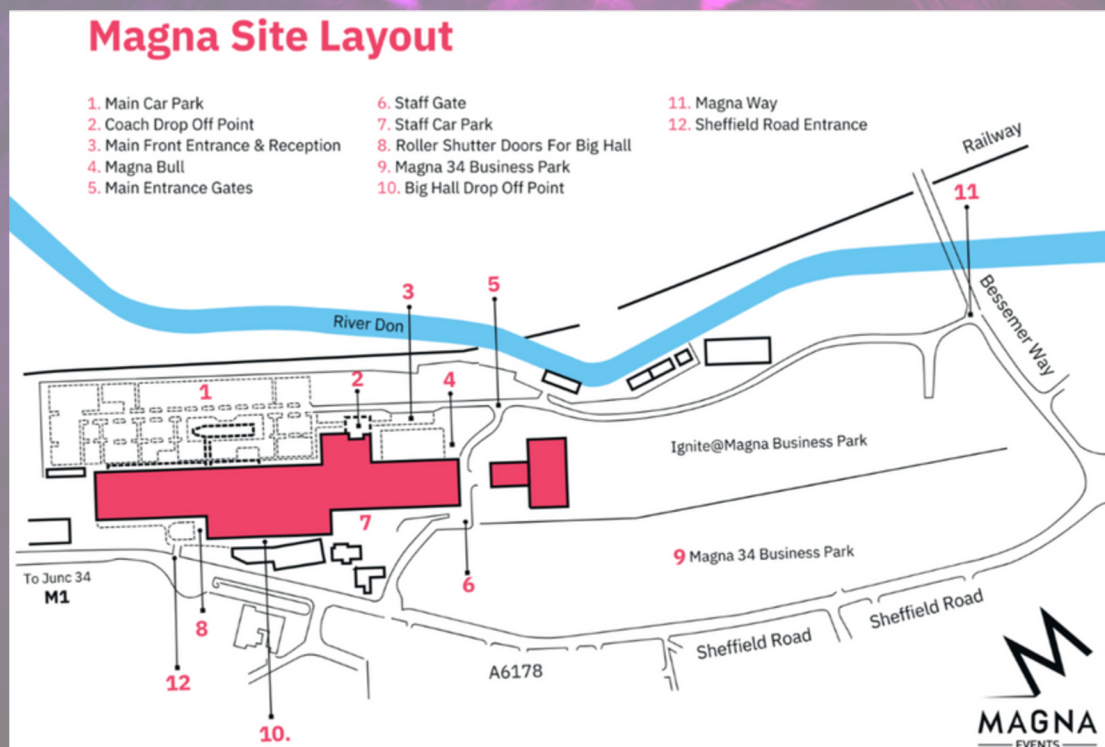 Magna Site Layout
1. Main Car Park
2. Coach Drop Off Point
3. Main Front Entrance & Reception
4. Magna Bull
5. Main Entrance Gates
6. Staff Gate
7. Staff Car Park
8. Roller Shutter Doors For Big Hall
9. Magna 34 Business Park
10. Big Hall Drop Off Point
11. Magna Way
12. Sheffield Road Entrance
Railway
11
Bessemer Way
River Don
3
5
1
2
4
Ignite@Magna Business Park
7
9 Magna 34 Business Park
To Junc 34
M1
6
8
12
10.
A6178
Sheffield Road
Sheffield Road
MAGNA
EVENTS